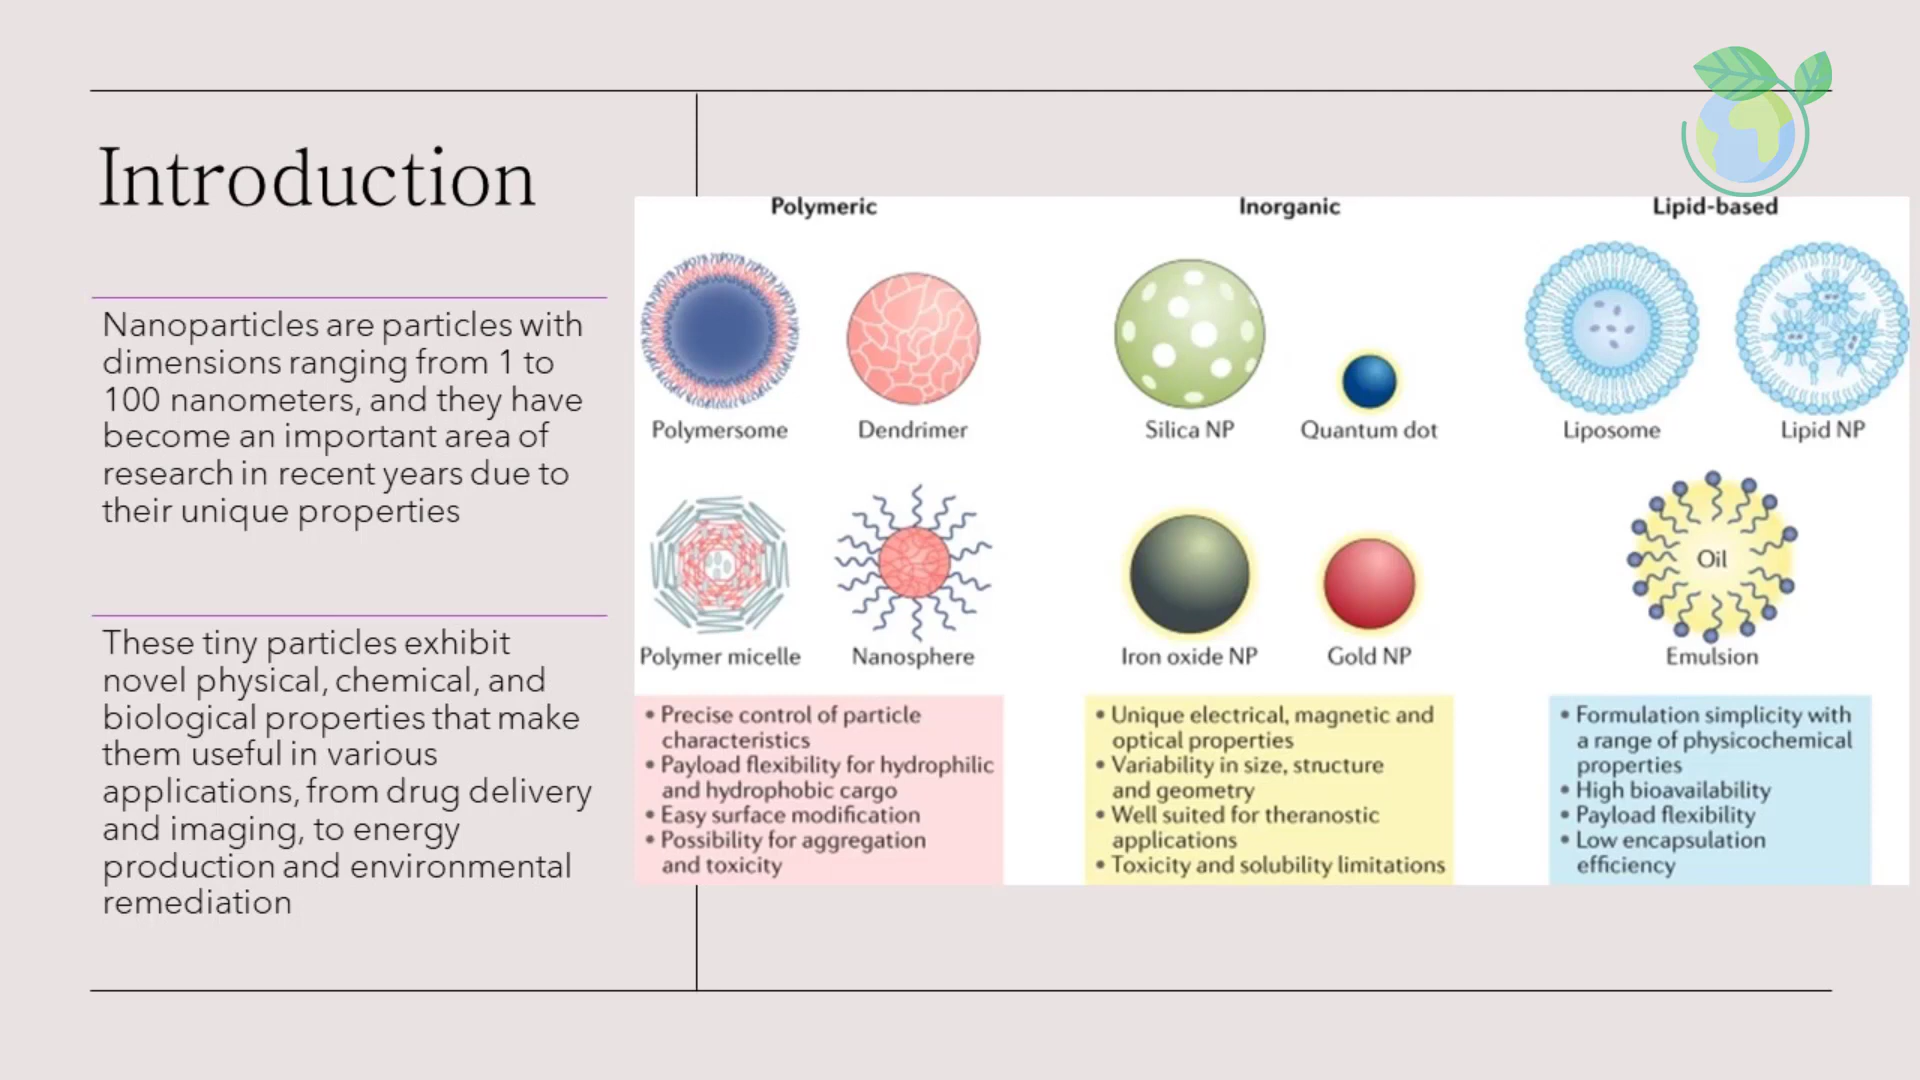 Introduction
Nanoparticles are particles with
dimensions ranging from 1 to
100 nanometers, and they have
become an important area of
research in recent years due to
their unique properties
These tiny particles exhibit
novel physical, chemical, and
biological properties that make
them useful in various
applications, from drug delivery
and imaging, to energy
production and environmental
remediation
Polymeric
Polymersome
Dendrimer
Polymer micelle
Nanosphere
• Precise control of particle
characteristics
• Payload flexibility for hydrophilic
and hydrophobic cargo
• Easy surface modification
• Possibility for aggregation
and toxicity
Inorganic
Silica NP
Quantum dot
Iron oxide NP
Gold NP
• Unique electrical, magnetic and
optical properties
• Variability in size, structure
and geometry
• Well suited for theranostic
applications
• Toxicity and solubility limitations
Lipid-based
Liposome
Lipid NP
Oil
Emulsion
• Formulation simplicity with
a range of physicochemical
properties
• High bioavailability
• Payload flexibility
• Low encapsulation
efficiency